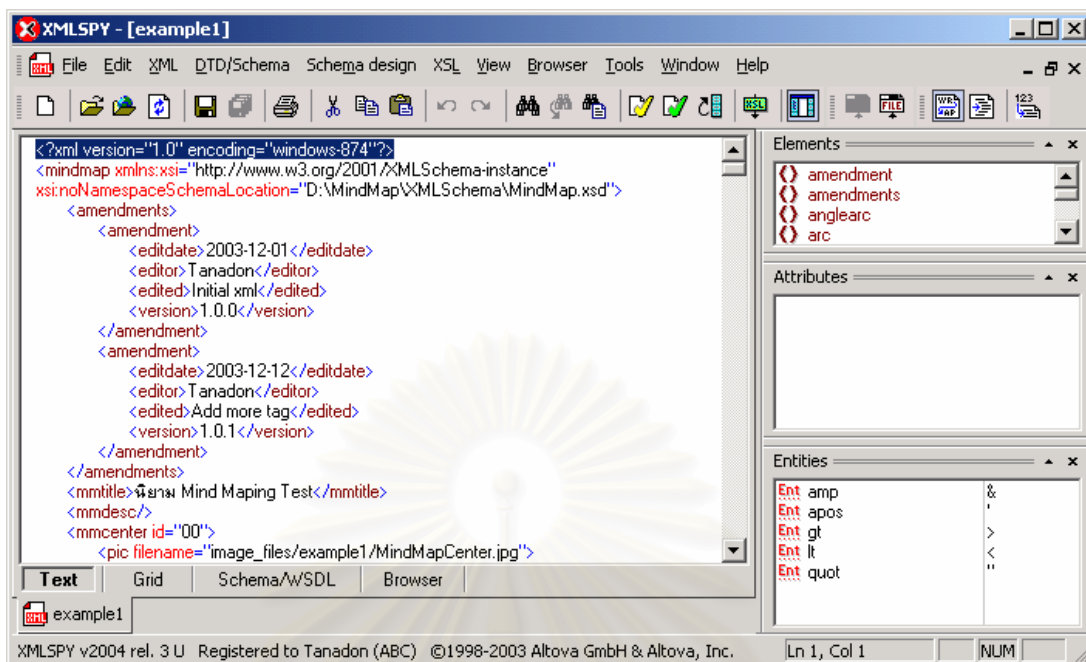 XMLSPY - [example1]
File Edit XML DTD/Schema Schema design XSL View Browser Tools Window Help
<?xml version="1.0" encoding="windows-874"?>
<mindmap xmlns:xsi="http://www.w3.org/2001/XMLSchema-instance"
xsi:noNamespaceSchemaLocation="D:\MindMap\XMLSchema\MindMap.xsd">
<amendments>
<amendment>
<editdate>2003-12-01</editdate>
<editor>Tanadon</editor>
<edited>Initial xml</edited>
<version>1.0.0</version>
</amendment>
<amendment>
<editdate>2003-12-12</editdate>
<editor>Tanadon</editor>
<edited>Add more tag</edited>
<version>1.0.1</version>
</amendment>
</amendments>
<mmtitle>นิยาม Mind Maping Test</mmtitle>
<mmdesc/>
<mmcenter id="00">
<pic filename="image_files/example1/MindMapCenter.jpg">
Text Grid Schema/WSDL Browser
example1
Elements
amendment
amendments
anglearc
arc
Attributes
Entities
Ent amp &
Ent apos '
Ent gt >
Ent lt <
Ent quot "
XMLSPY v2004 rel. 3 U Registered to Tanadon (ABC) ©1998-2003 Altova GmbH & Altova, Inc. Ln 1, Col 1 NUM